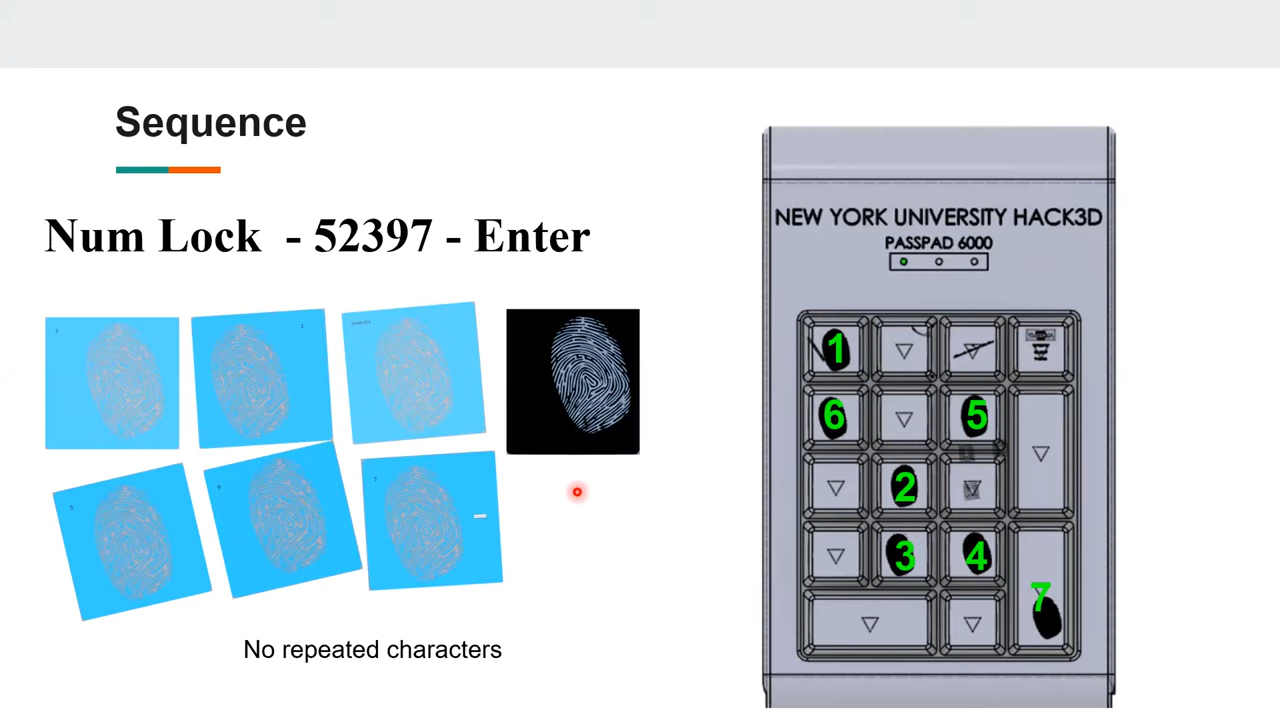 Sequence
Num Lock - 52397 - Enter
No repeated characters
NEW YORK UNIVERSITY HACK3D
PASSPAD 6000
1
6
5
2
3
4
7